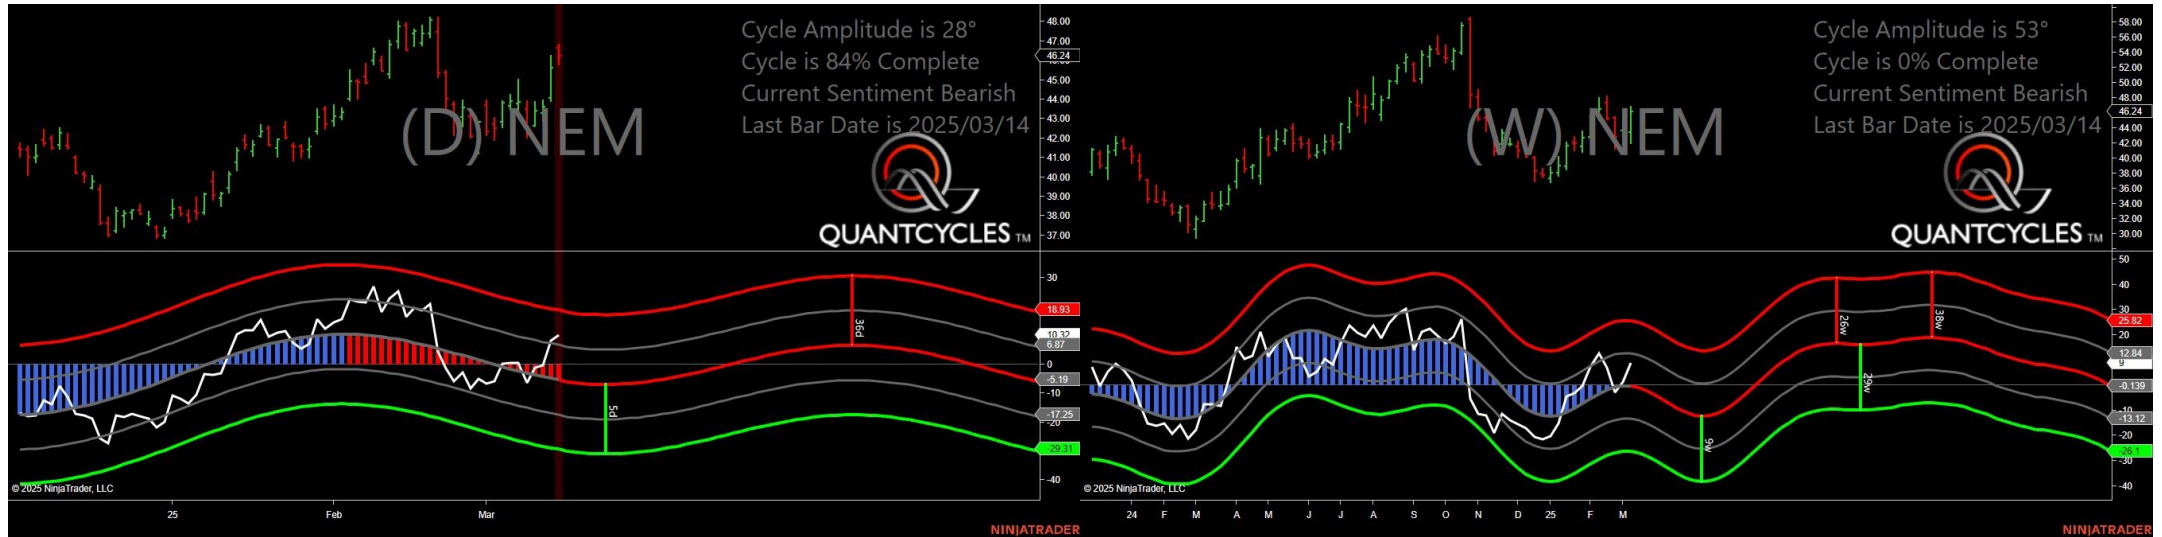 Cycle Amplitude is 28°
Cycle is 84% Complete
Current Sentiment Bearish
Last Bar Date is 2025/03/14
(D) NEM
QUANTCYCLES TM
48.00
47.00
46.24
45.00
44.00
43.00
42.00
41.00
40.00
39.00
38.00
37.00
30
18.93
10.32
6.87
0
-5.19
-10
-17.25
-20
-29.31
-40
36d
5d
© 2025 NinjaTrader, LLC
25
Feb
Mar
NINJATRADER
Cycle Amplitude is 53°
Cycle is 0% Complete
Current Sentiment Bearish
Last Bar Date is 2025/03/14
(W) NEM
QUANTCYCLES TM
58.00
56.00
54.00
52.00
50.00
48.00
46.24
44.00
42.00
40.00
38.00
36.00
34.00
32.00
30.00
50
40
30
25.82
20
12.84
9
-0.139
-10
-13.12
-20
-26.1
-30
-40
26w
38w
29w
9w
© 2025 NinjaTrader, LLC
24 F M A M J J A S O N D 25 F M
NINJATRADER